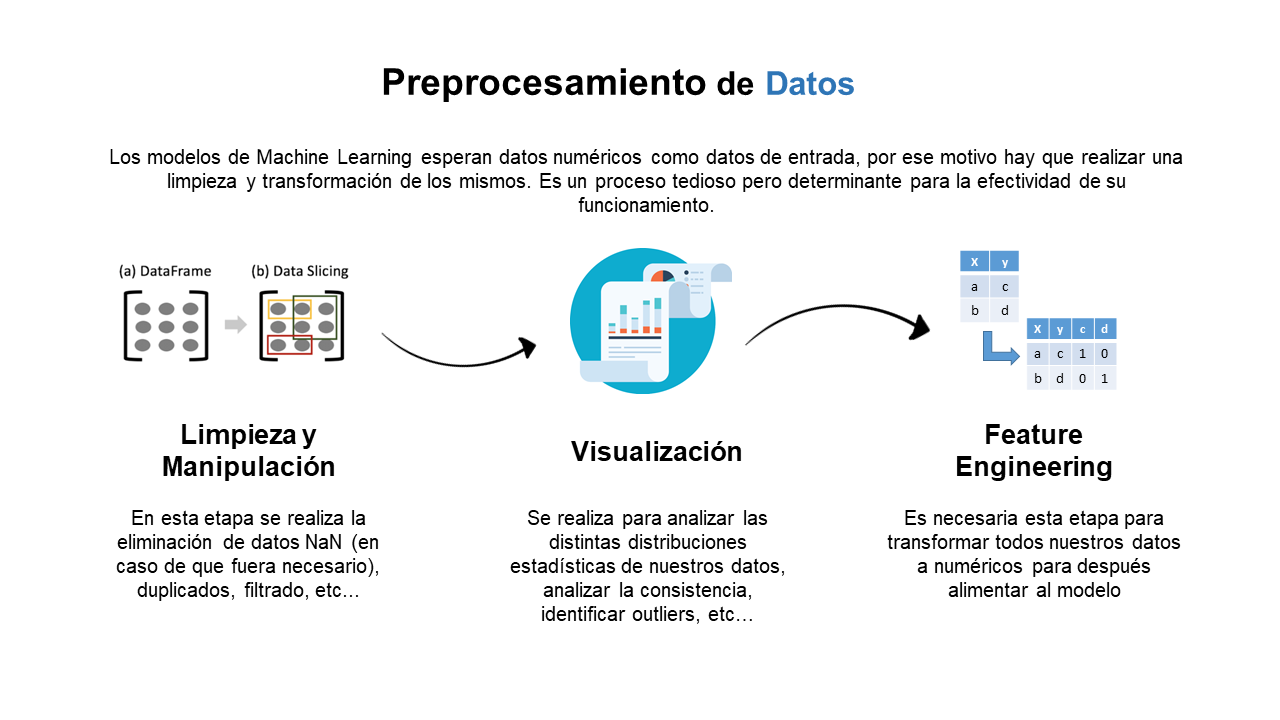 Preprocesamiento de Datos
Los modelos de Machine Learning esperan datos numéricos como datos de entrada, por ese motivo hay que realizar una
limpieza y transformación de los mismos. Es un proceso tedioso pero determinante para la efectividad de su
funcionamiento.
(a) DataFrame
(b) Data Slicing
X y
a c
b d
X y c d
a c 1 0
b d 0 1
Limpieza y
Manipulación
En esta etapa se realiza la
eliminación de datos NaN (en
caso de que fuera necesario),
duplicados, filtrado, etc…
Visualización
Se realiza para analizar las
distintas distribuciones
estadísticas de nuestros datos,
analizar la consistencia,
identificar outliers, etc…
Feature
Engineering
Es necesaria esta etapa para
transformar todos nuestros datos
a numéricos para después
alimentar al modelo